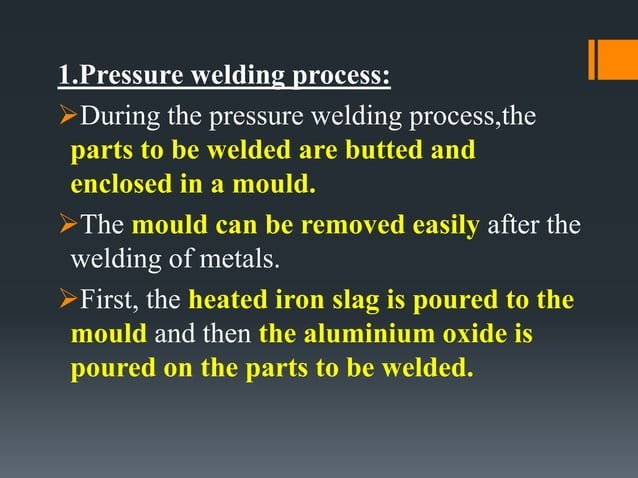 1.Pressure welding process:
➢During the pressure welding process,the
parts to be welded are butted and
enclosed in a mould.
➢The mould can be removed easily after the
welding of metals.
➢First, the heated iron slag is poured to the
mould and then the aluminium oxide is
poured on the parts to be welded.